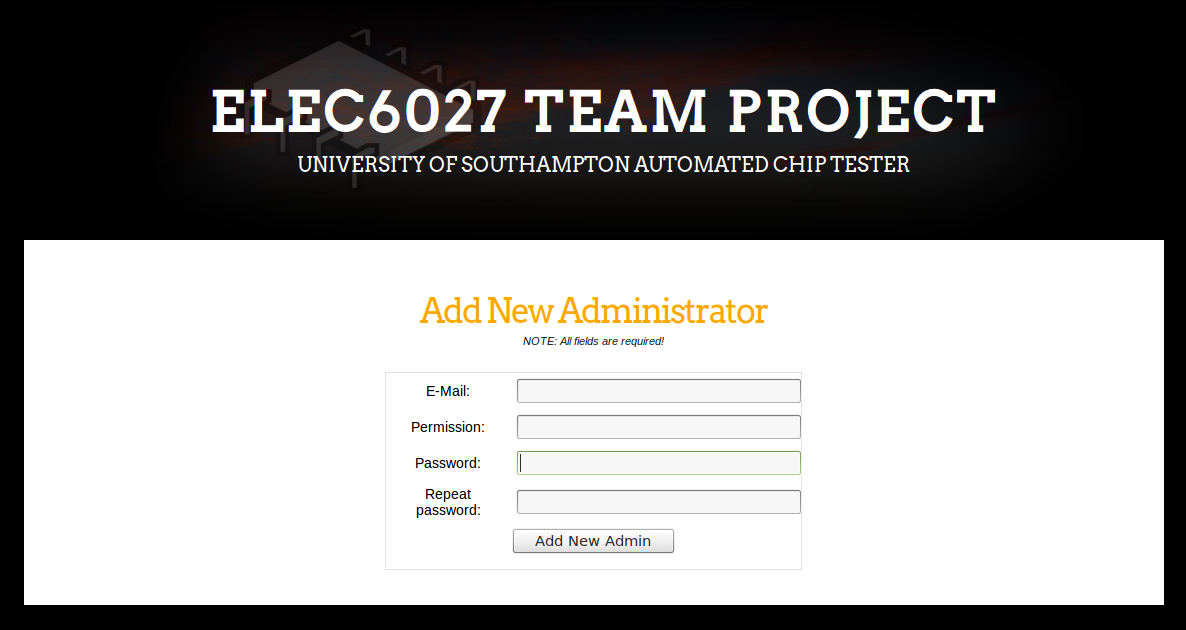 ELEC6027 TEAM PROJECT
UNIVERSITY OF SOUTHAMPTON AUTOMATED CHIP TESTER
Add New Administrator
NOTE: All fields are required!
E-Mail:
Permission:
Password:
Repeat
password:
Add New Admin